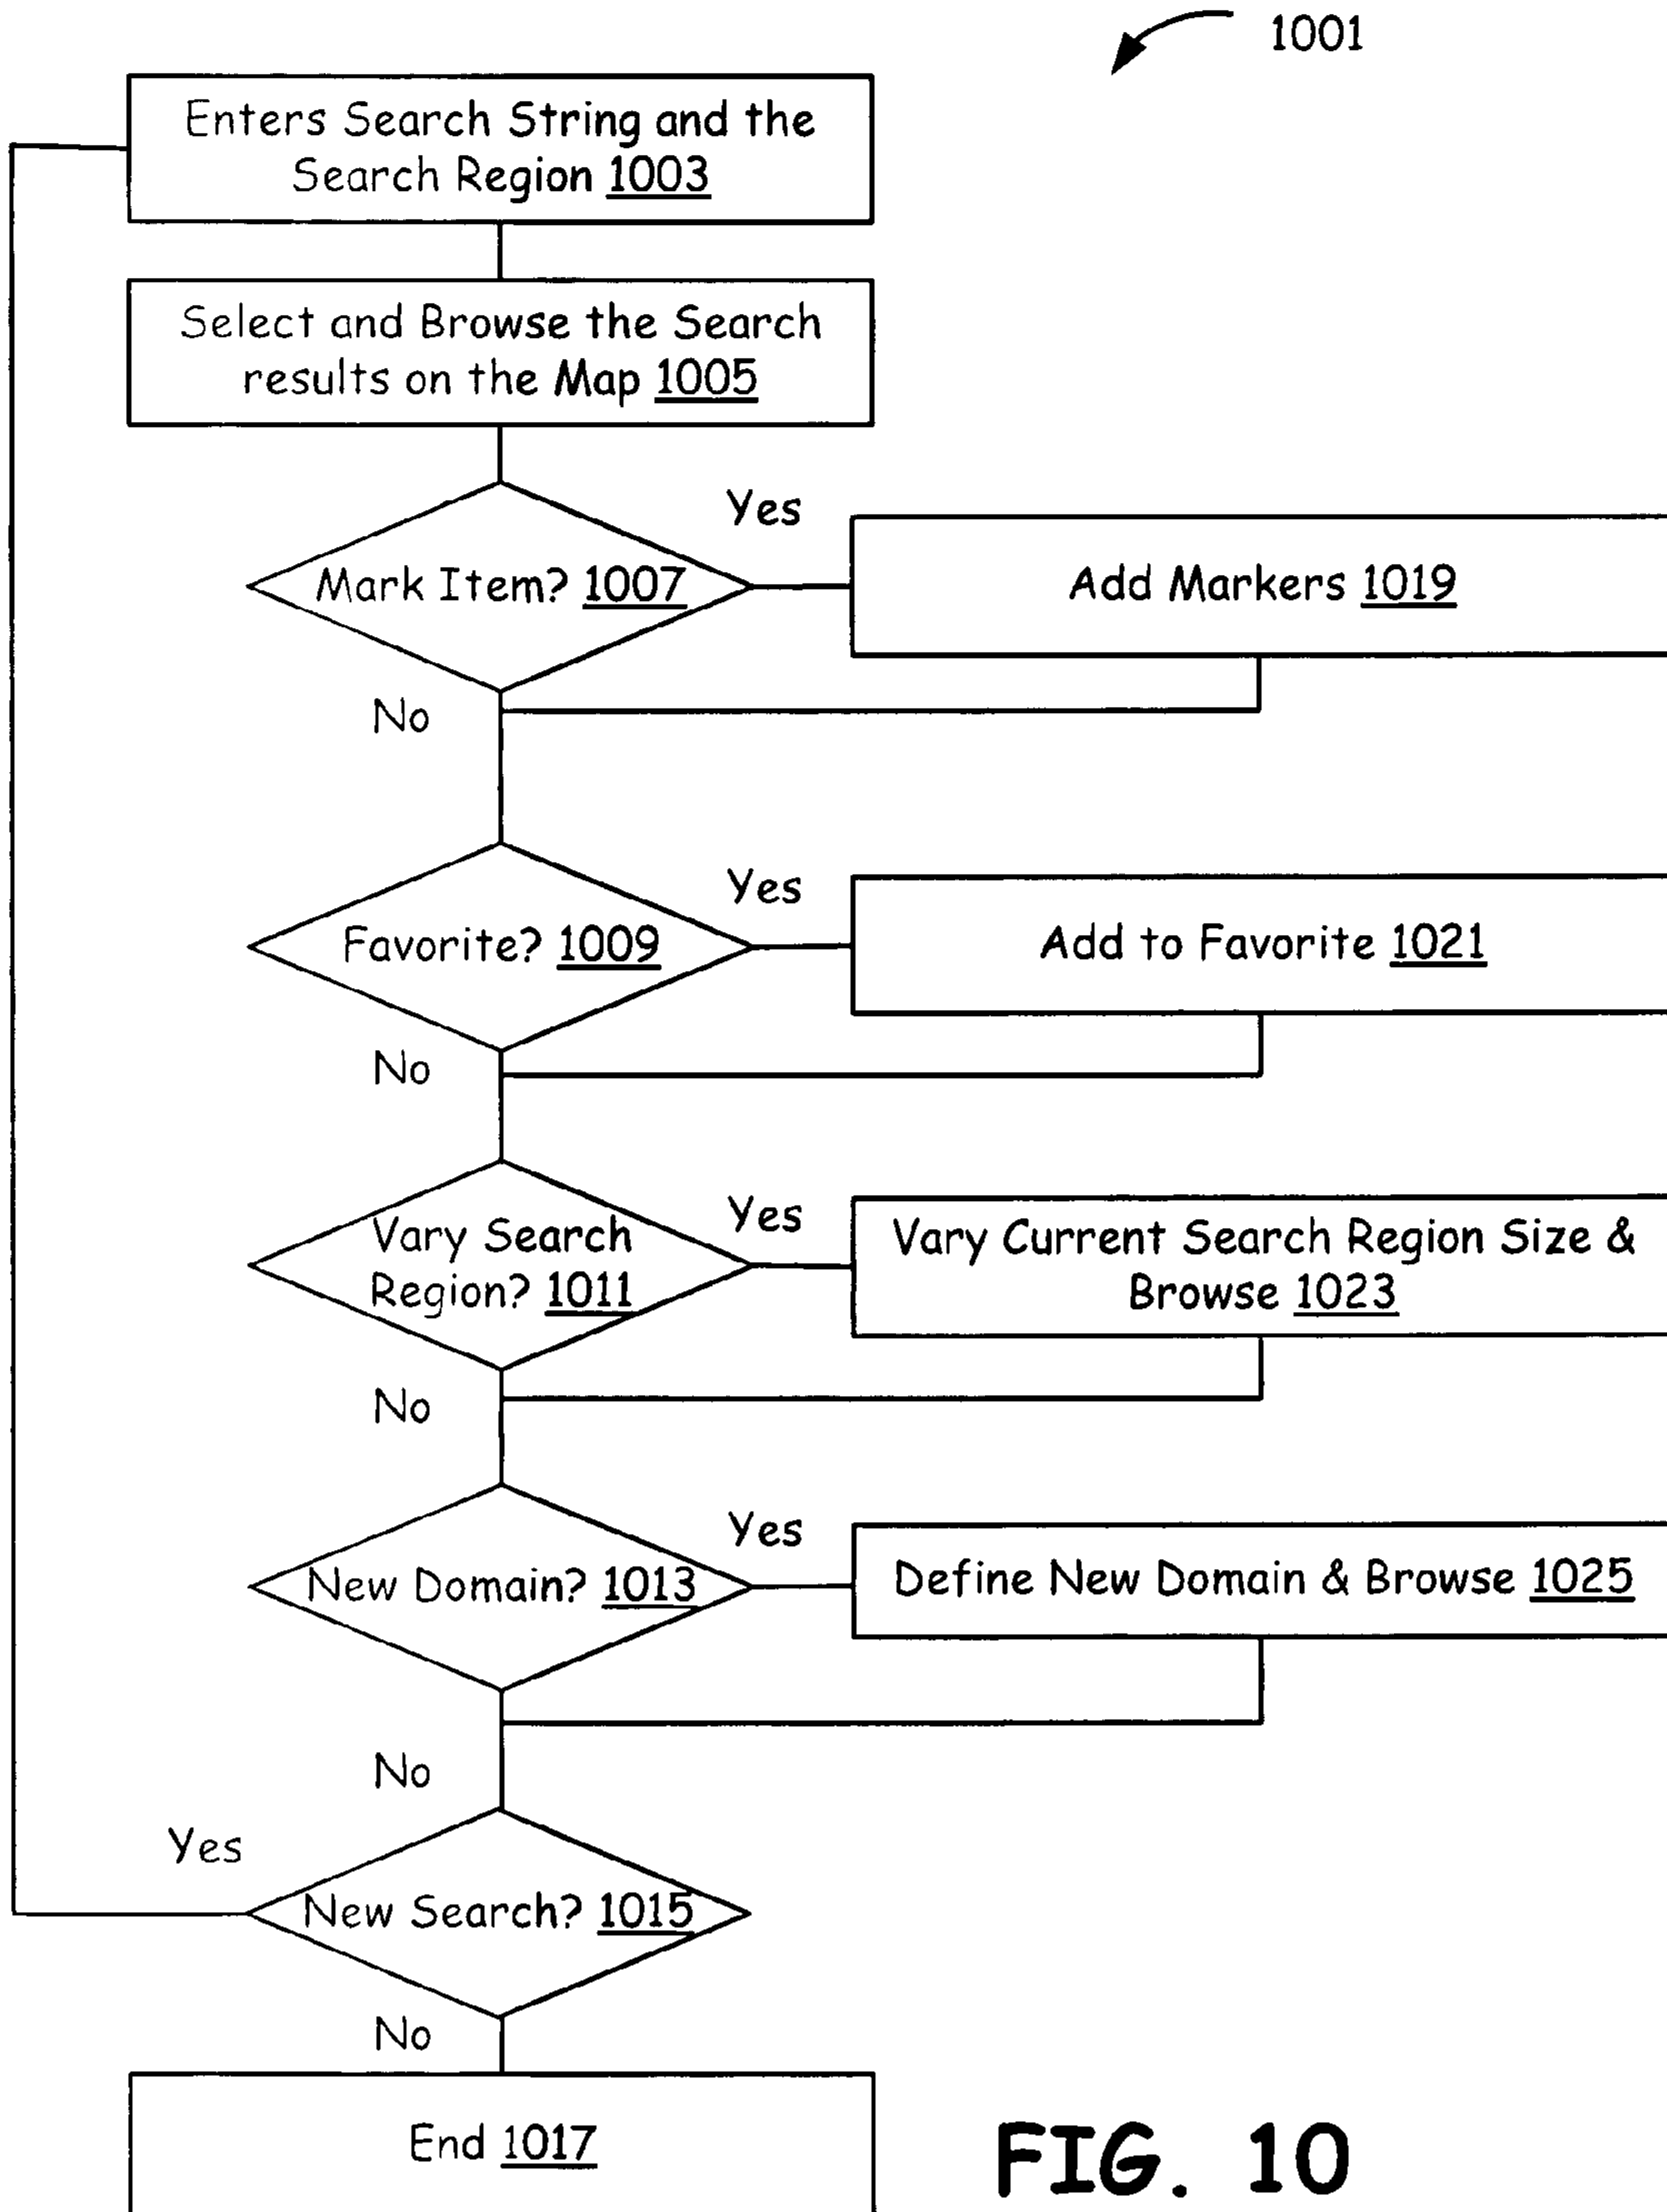 1001
Enters Search String and the
Search Region 1003
Select and Browse the Search
results on the Map 1005
Yes
Mark Item? 1007
Add Markers 1019
No
Yes
Favorite? 1009
Add to Favorite 1021
No
Yes
Vary Search
Region? 1011
Vary Current Search Region Size &
Browse 1023
No
Yes
New Domain? 1013
Define New Domain & Browse 1025
No
Yes
New Search? 1015
No
End 1017
FIG. 10